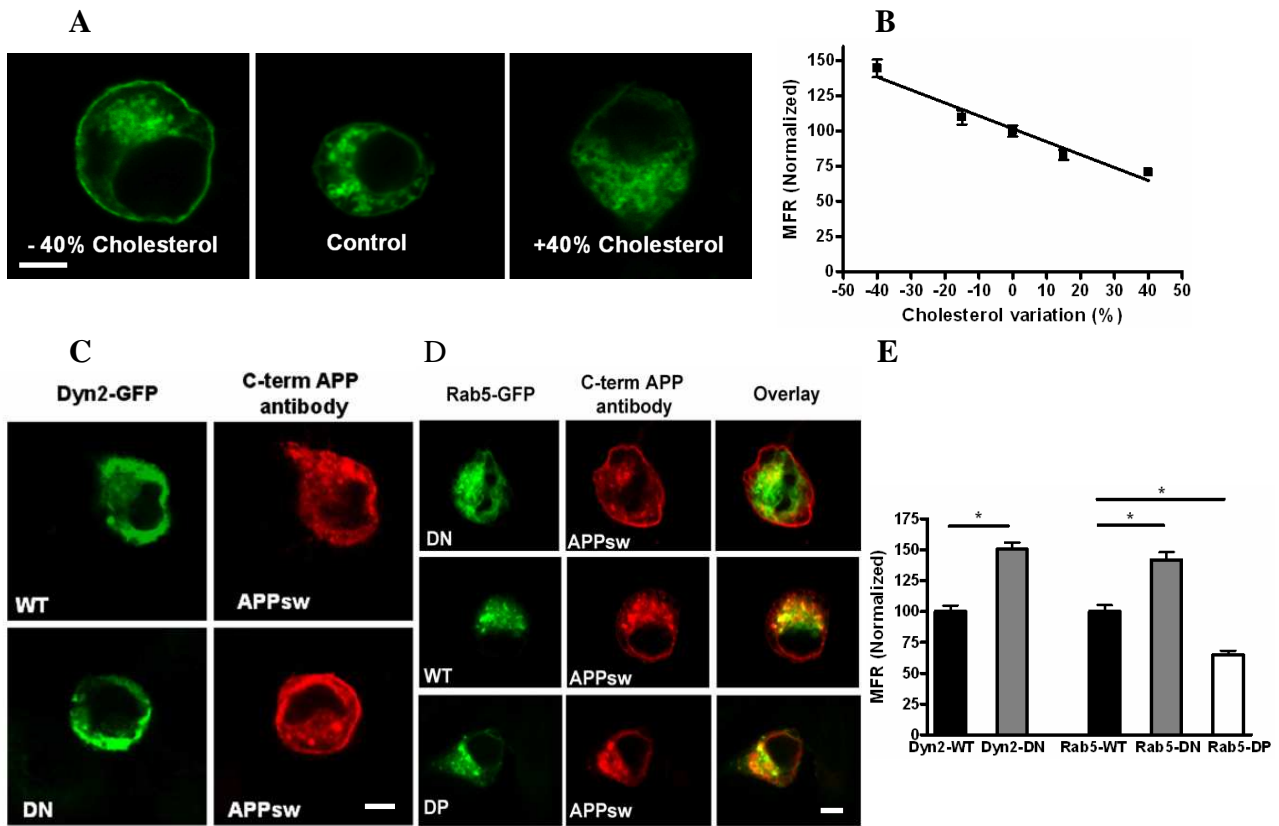 A
B
- 40% Cholesterol
Control
+40% Cholesterol
MFR (Normalized)
150
125
100
75
50
25
0
-50 -40 -30 -20 -10 0 10 20 30 40 50
Cholesterol variation (%)
C
D
E
Dyn2-GFP
C-term APP
antibody
WT
APPsw
DN
APPsw
Rab5-GFP
C-term APP
antibody
Overlay
DN
APPsw
WT
APPsw
DP
APPsw
MFR (Normalized)
175
150
125
100
75
50
25
0
*
*
*
Dyn2-WT Dyn2-DN Rab5-WT Rab5-DN Rab5-DP